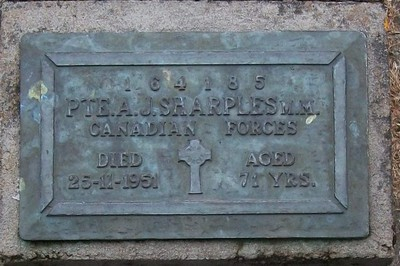 164185
PTE. A.J. SHARPLES M.M.
CANADIAN FORCES
DIED AGED
25-11-1951 71 YRS.